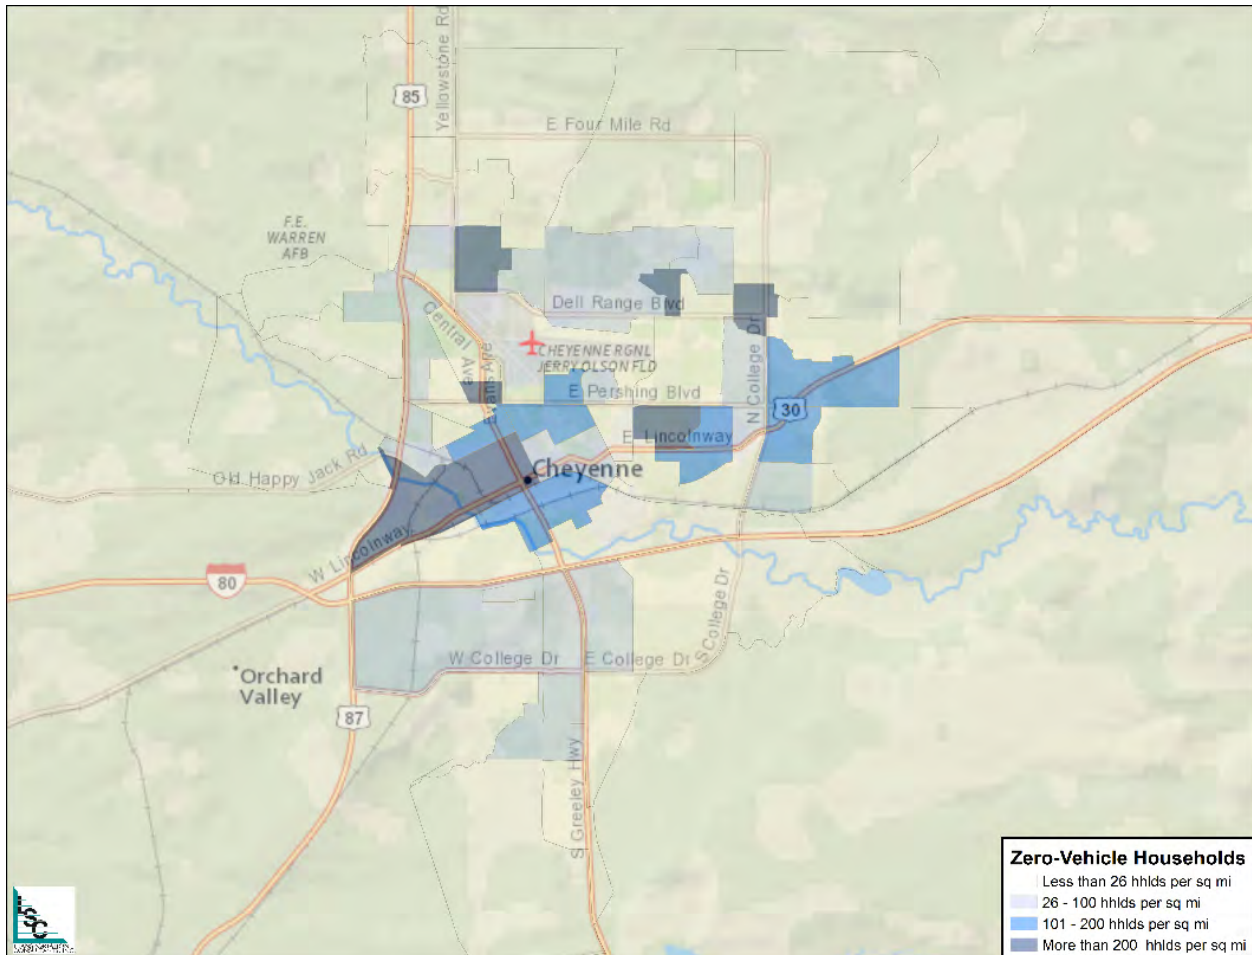 Yellowstone Rd
85
E Four Mile Rd
F.E.
WARREN
AFB
Dell Range Blvd
Central Ave
Evans Ave
CHEYENNE RGNL
JERRY OLSON FLD
N College Dr
E Pershing Blvd
30
E Lincolnway
Cheyenne
Old Happy Jack Rd
W Lincolnway
80
S College Dr
W College Dr
E College Dr
Orchard
Valley
87
S Greeley Hwy
Zero-Vehicle Households
Less than 26 hhlds per sq mi
26 - 100 hhlds per sq mi
101 - 200 hhlds per sq mi
More than 200 hhlds per sq mi
LSC